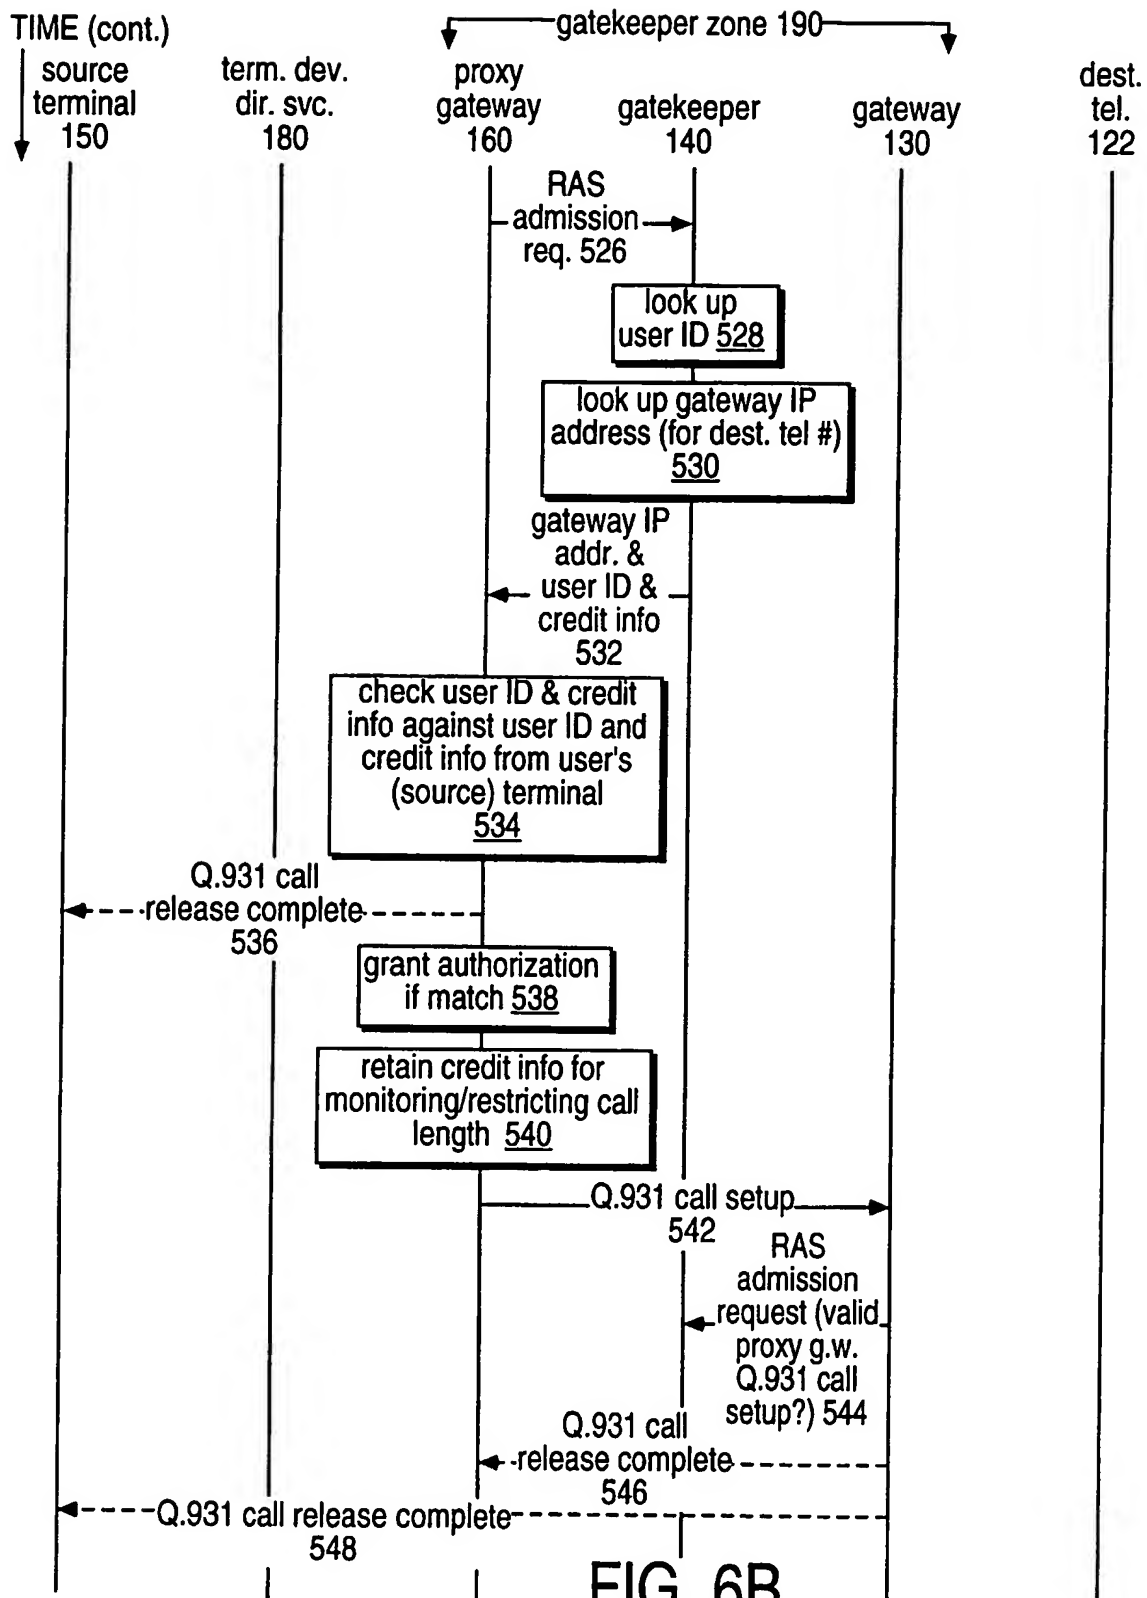 TIME (cont.)
gatekeeper zone 190
source
terminal
150
term. dev.
dir. svc.
180
proxy
gateway
160
gatekeeper
140
gateway
130
dest.
tel.
122
RAS
admission
req. 526
look up
user ID 528
look up gateway IP
address (for dest. tel #)
530
gateway IP
addr. &
user ID &
credit info
532
check user ID & credit
info against user ID and
credit info from user's
(source) terminal
534
Q.931 call
release complete
536
grant authorization
if match 538
retain credit info for
monitoring/restricting call
length 540
Q.931 call setup
542
RAS
admission
request (valid
proxy g.w.
Q.931 call
setup?) 544
Q.931 call
release complete
546
Q.931 call release complete
548
FIG. 6B